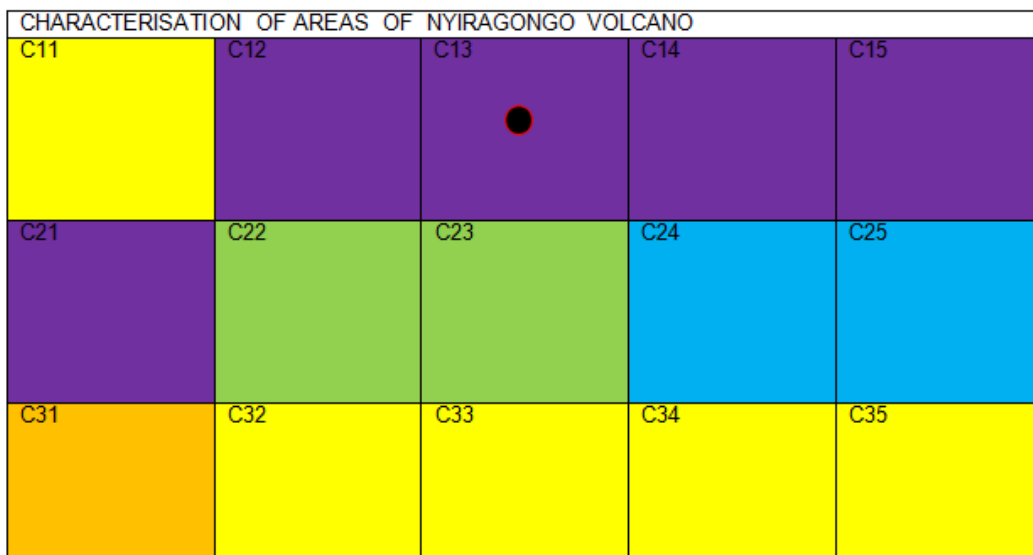 CHARACTERISATION OF AREAS OF NYIRAGONGO VOLCANO
C11 C12 C13 C14 C15
C21 C22 C23 C24 C25
C31 C32 C33 C34 C35